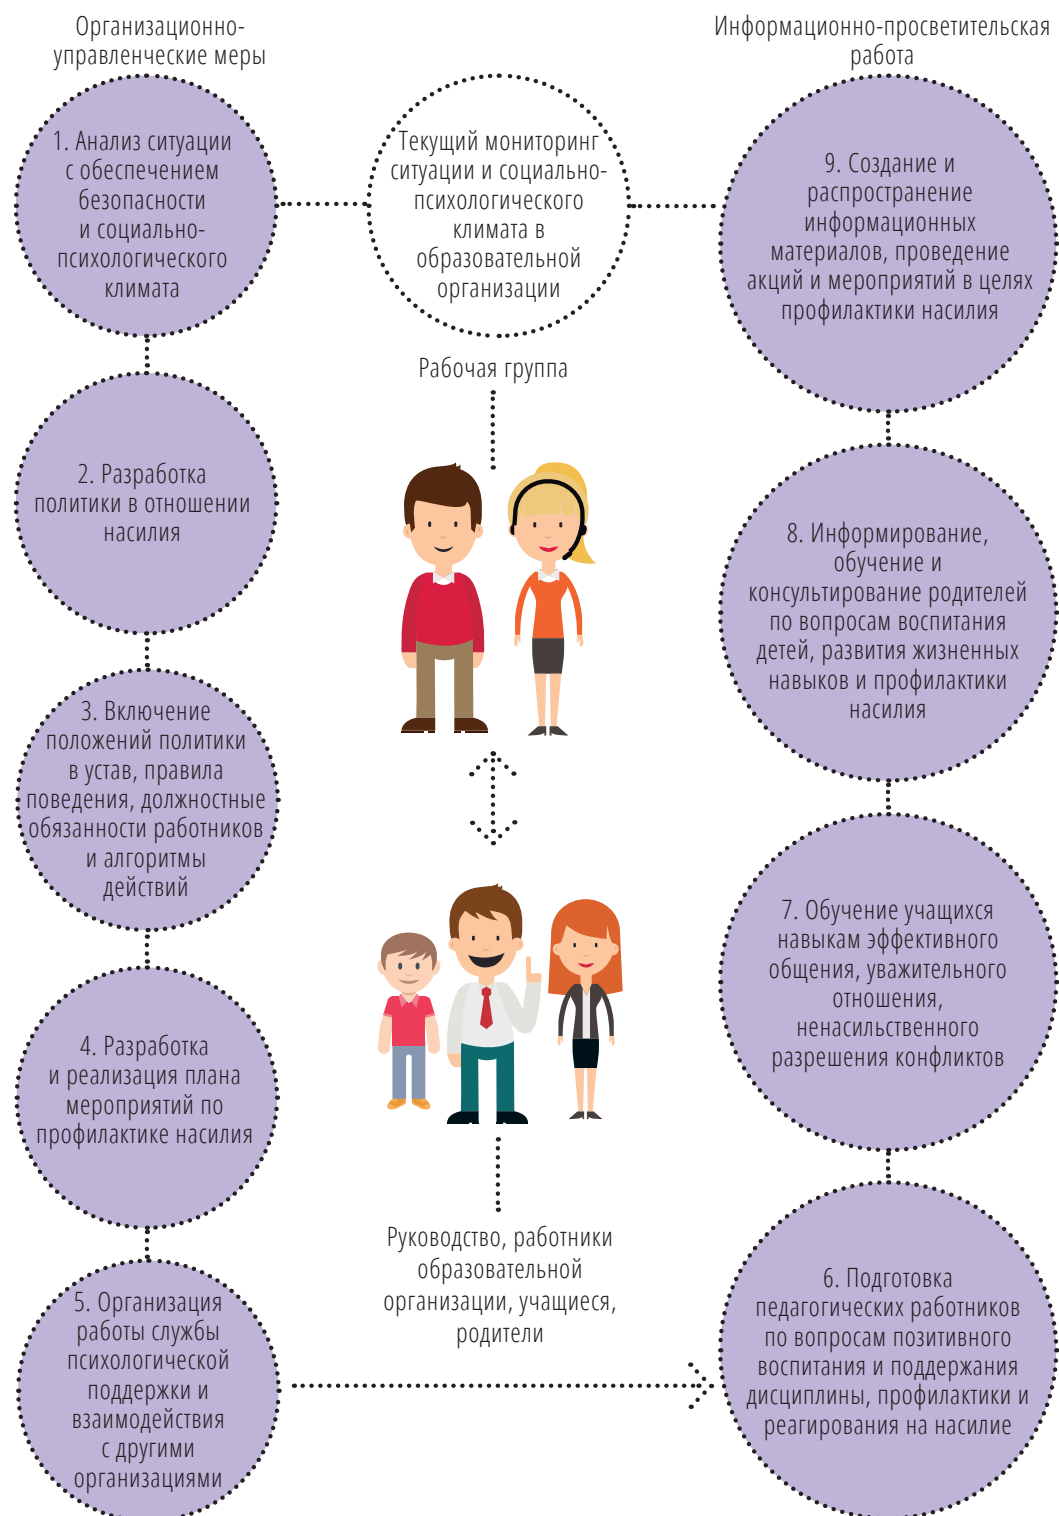 Организационно-
управленческие меры
1. Анализ ситуации
с обеспечением
безопасности
и социально-
психологического
климата
2. Разработка
политики в отношении
насилия
3. Включение
положений политики
в устав, правила
поведения, должностные
обязанности работников
и алгоритмы
действий
4. Разработка
и реализация плана
мероприятий по
профилактике насилия
5. Организация
работы службы
психологической
поддержки и
взаимодействия
с другими
организациями
Текущий мониторинг
ситуации и социально-
психологического
климата в
образовательной
организации
Рабочая группа
Руководство, работники
образовательной
организации, учащиеся,
родители
Информационно-просветительская
работа
9. Создание и
распространение
информационных
материалов, проведение
акций и мероприятий в целях
профилактики насилия
8. Информирование,
обучение и
консультирование родителей
по вопросам воспитания
детей, развития жизненных
навыков и профилактики
насилия
7. Обучение учащихся
навыкам эффективного
общения, уважительного
отношения,
ненасильственного
разрешения конфликтов
6. Подготовка
педагогических работников
по вопросам позитивного
воспитания и поддержания
дисциплины, профилактики и
реагирования на насилие